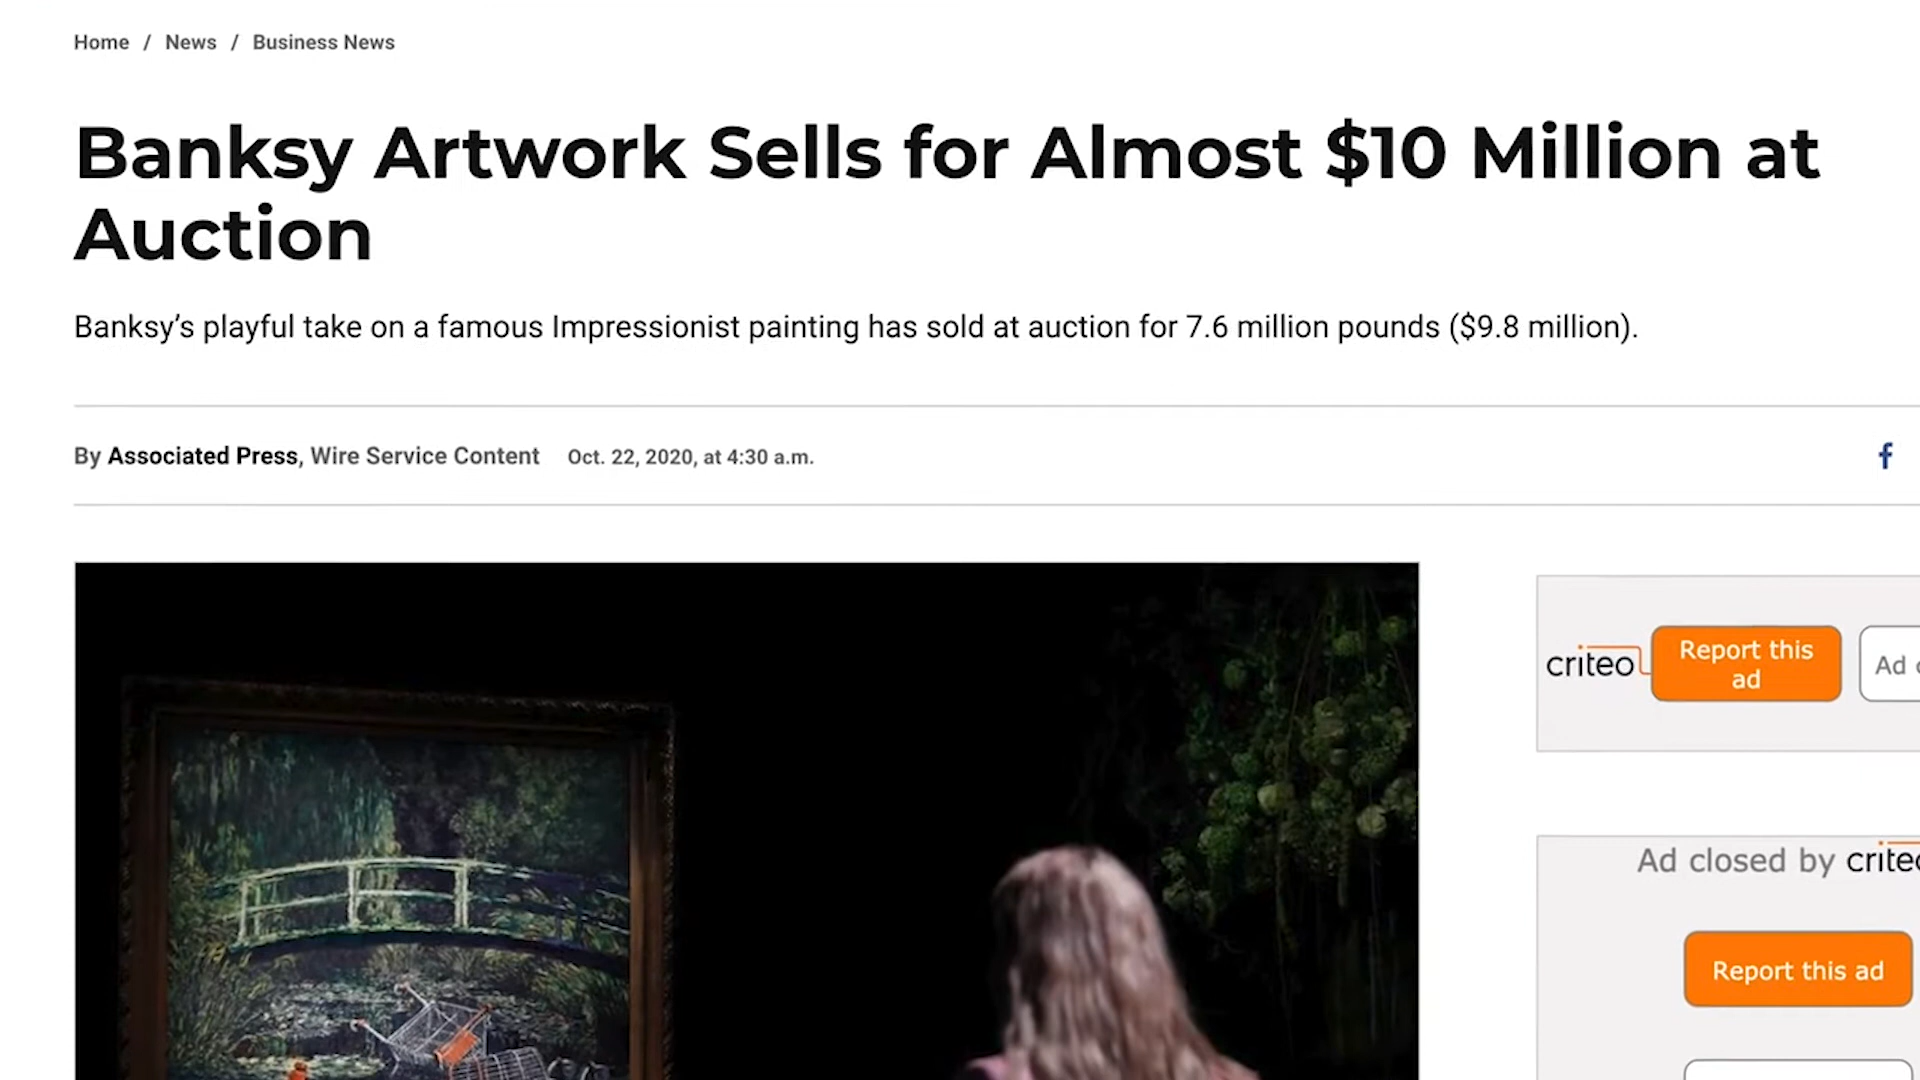 Home / News / Business News
Banksy Artwork Sells for Almost $10 Million at
Auction
Banksy’s playful take on a famous Impressionist painting has sold at auction for 7.6 million pounds ($9.8 million).
By Associated Press, Wire Service Content Oct. 22, 2020, at 4:30 a.m.
f
criteo
Report this
ad
Ad
Ad closed by criteo
Report this ad